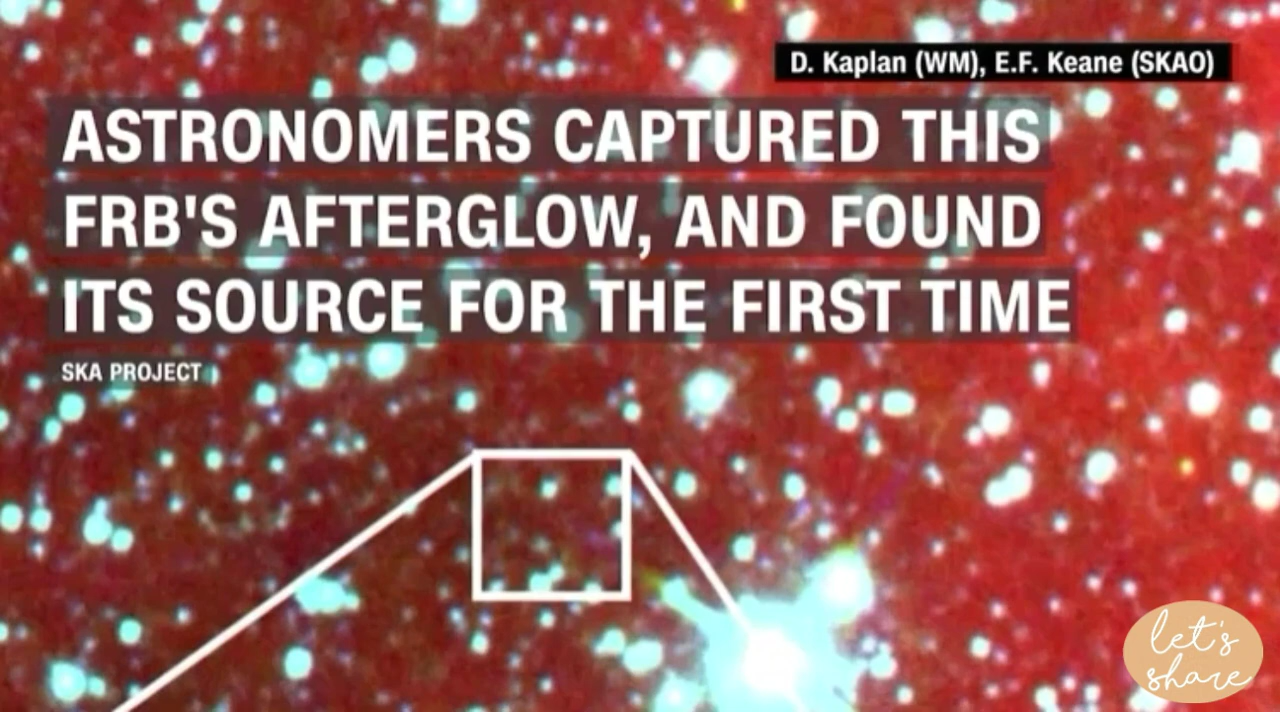 D. Kaplan (WM), E.F. Keane (SKAO)
ASTRONOMERS CAPTURED THIS
FRB'S AFTERGLOW, AND FOUND
ITS SOURCE FOR THE FIRST TIME
SKA PROJECT
let's
share